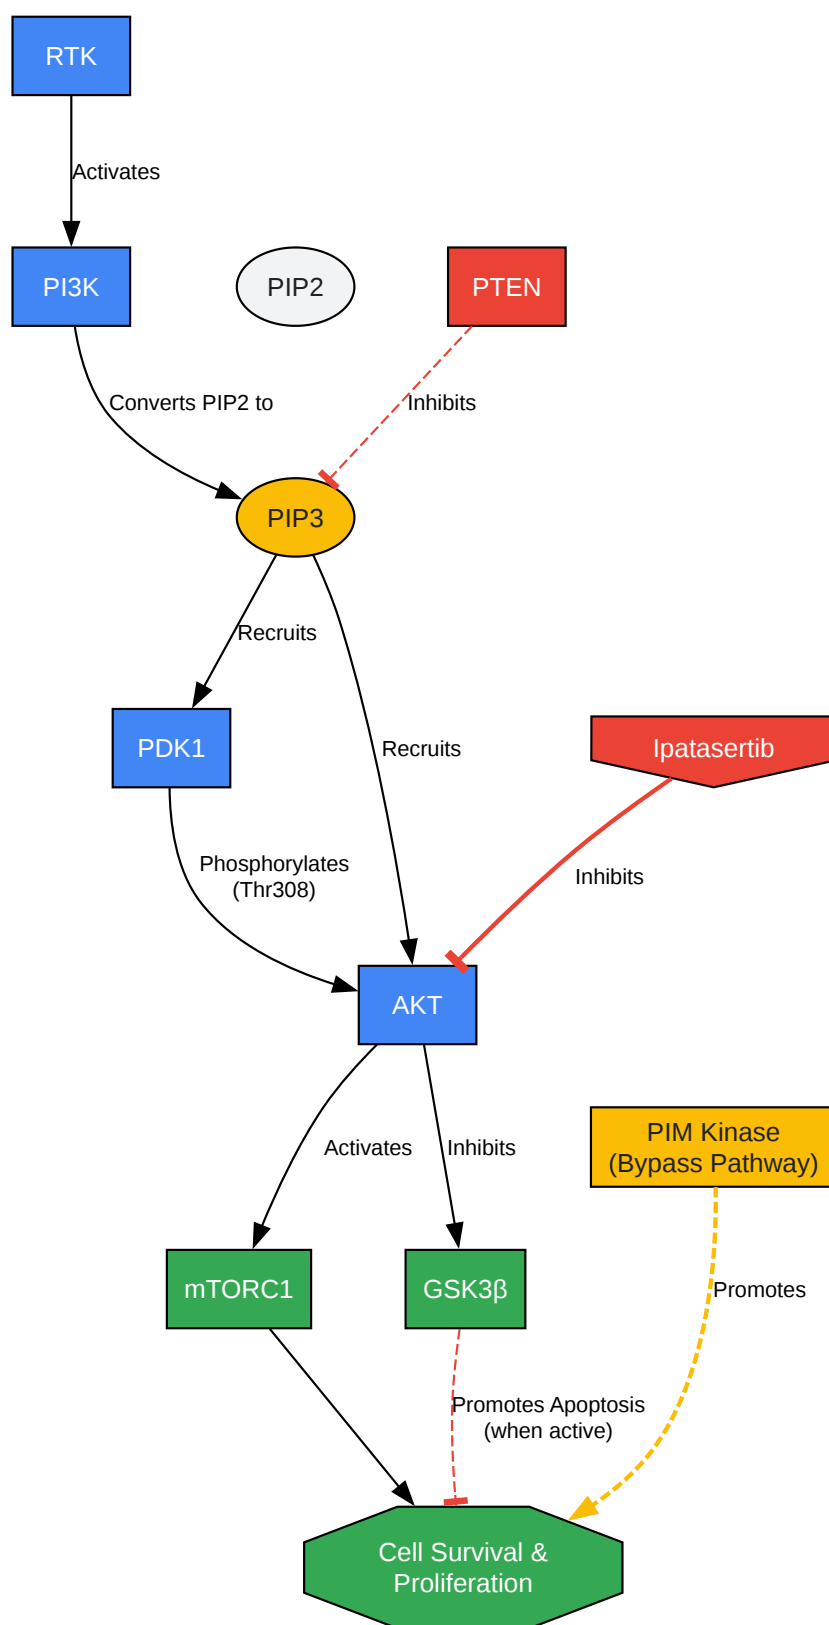 RTK
Activates
PI3K
PIP2
PTEN
Converts PIP2 to
Inhibits
PIP3
Recruits
PDK1
Recruits
Ipatasertib
Phosphorylates
(Thr308)
Inhibits
AKT
Activates
Inhibits
PIM Kinase
(Bypass Pathway)
mTORC1
GSK3β
Promotes
Promotes Apoptosis
(when active)
Cell Survival &
Proliferation